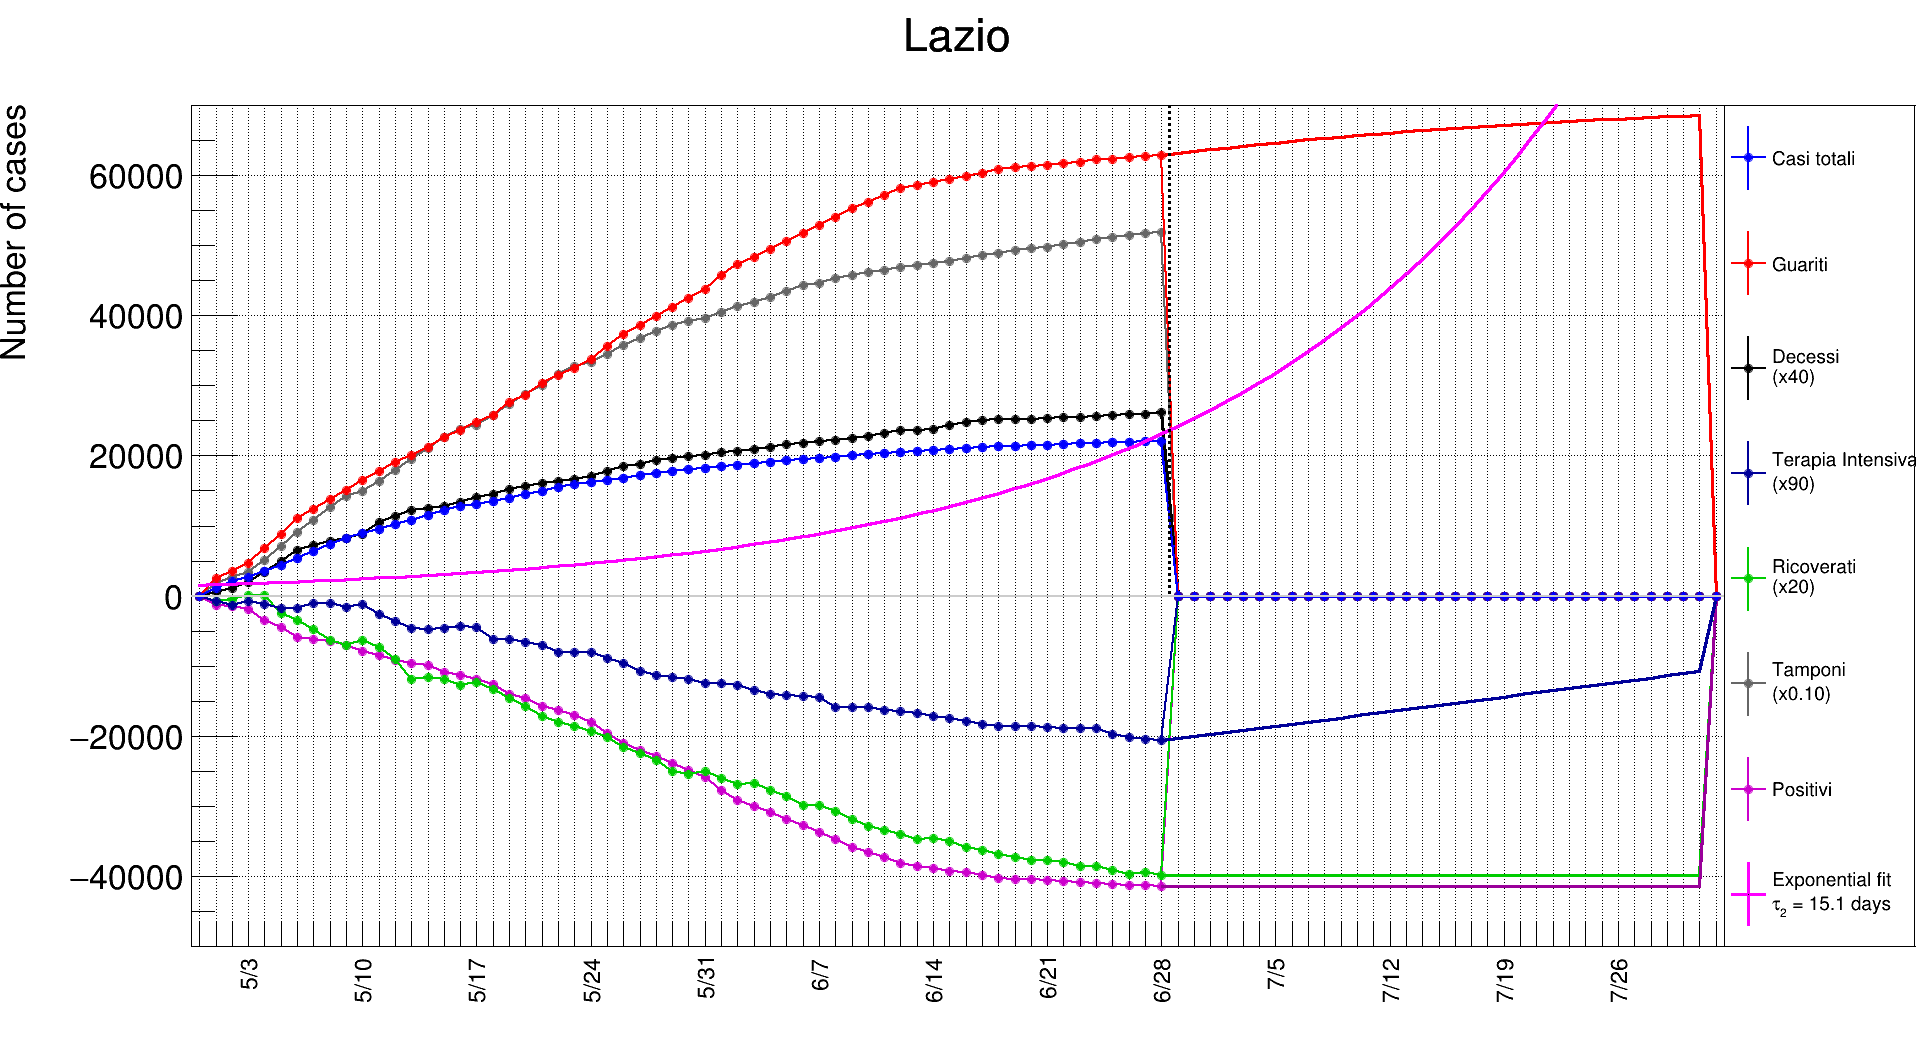 Lazio
Number of cases
60000
40000
20000
0
−20000
−40000
5/3
5/10
5/17
5/24
5/31
6/7
6/14
6/21
6/28
7/5
7/12
7/19
7/26
Casi totali
Guariti
Decessi
(x40)
Terapia Intensiva
(x90)
Ricoverati
(x20)
Tamponi
(x0.10)
Positivi
Exponential fit
τ2 = 15.1 days